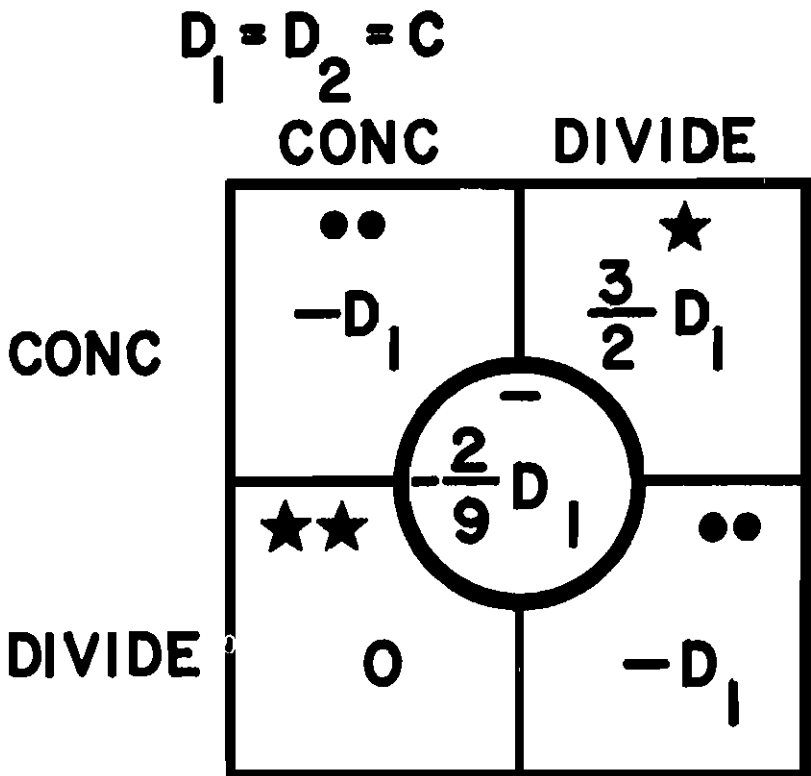 D₁ = D₂ = C
CONC DIVIDE
●● ★
−D₁ 3/2 D₁
CONC
−
-2/9 D₁
★★ ●●
DIVIDE 0 −D₁